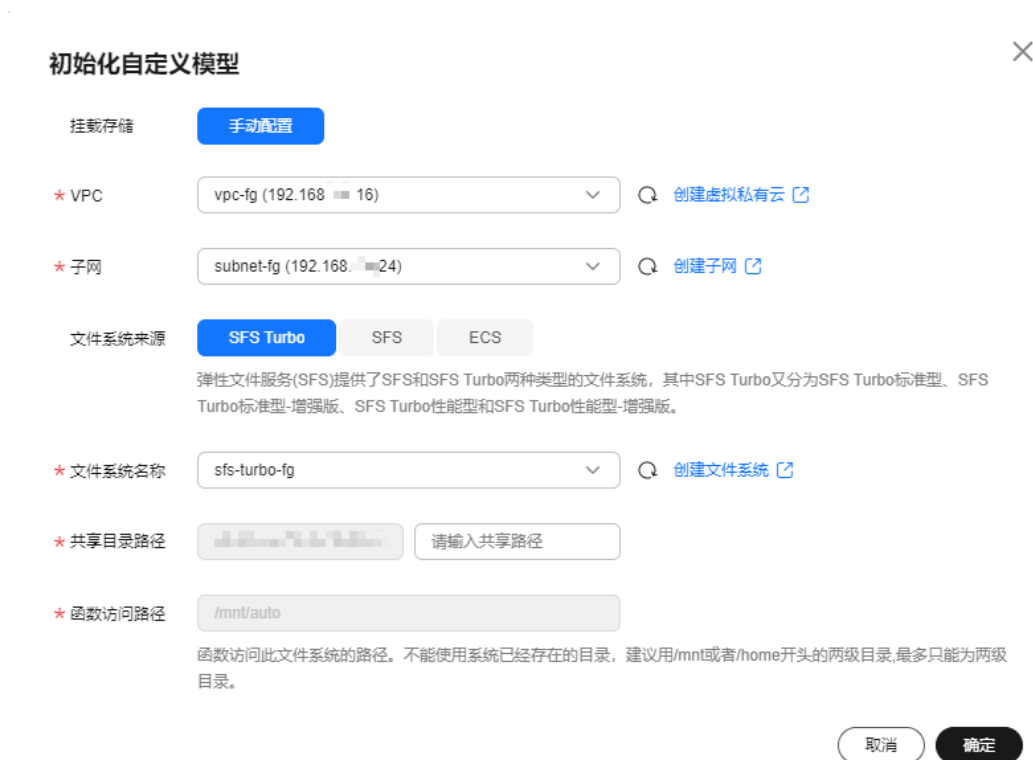 初始化自定义模型
挂载存储 手动配置
* VPC vpc-fg (192.168 16) 创建虚拟私有云
* 子网 subnet-fg (192.168. 24) 创建子网
文件系统来源 SFS Turbo SFS ECS
弹性文件服务(SFS)提供了SFS和SFS Turbo两种类型的文件系统，其中SFS Turbo又分为SFS Turbo标准型、SFS
Turbo标准型-增强版、SFS Turbo性能型和SFS Turbo性能型-增强版。
* 文件系统名称 sfs-turbo-fg 创建文件系统
* 共享目录路径 请输入共享路径
* 函数访问路径 /mnt/auto
函数访问此文件系统的路径。不能使用系统已经存在的目录，建议用/mnt或者/home开头的两级目录,最多只能为两级
目录。
取消 确定